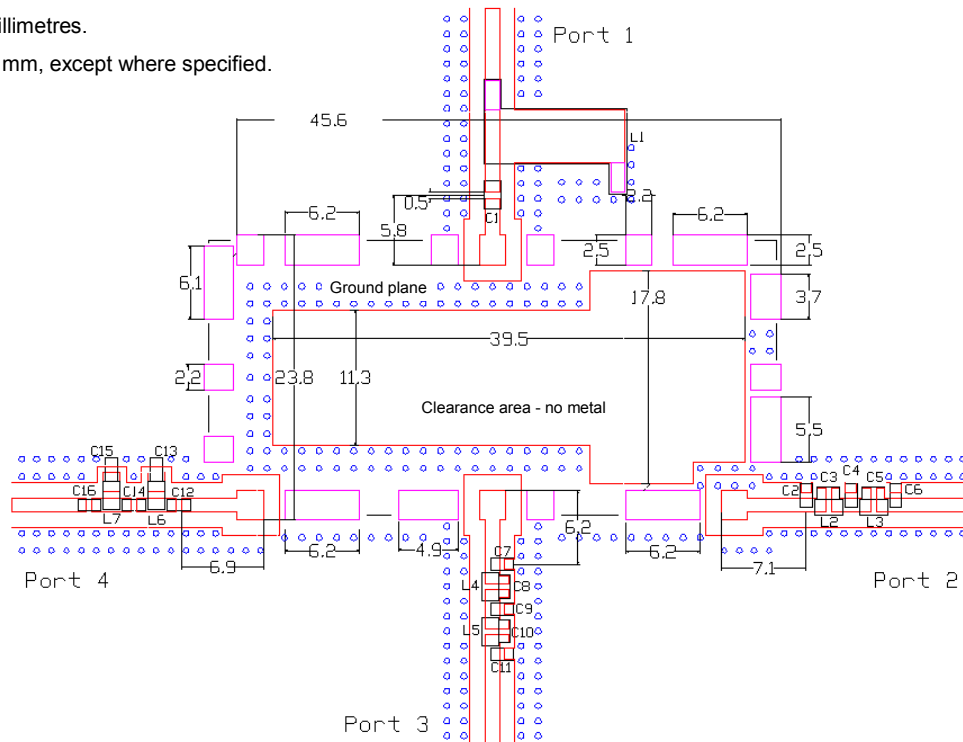 illimetres.
mm, except where specified.
Port 1
45.6
L1
0.5
C1
2.2
6.2
5.8
6.2
2.5
2.5
6.1
Ground plane
17.8
3.7
39.5
2.2
23.8
11.3
Clearance area - no metal
5.5
C15
C13
C16
C14
C12
L7
L6
C2
C3
C4
C5
C6
L2
L3
6.2
6.2
4.9
6.2
6.9
7.1
Port 4
Port 2
C7
L4
C8
C9
L5
C10
C11
Port 3